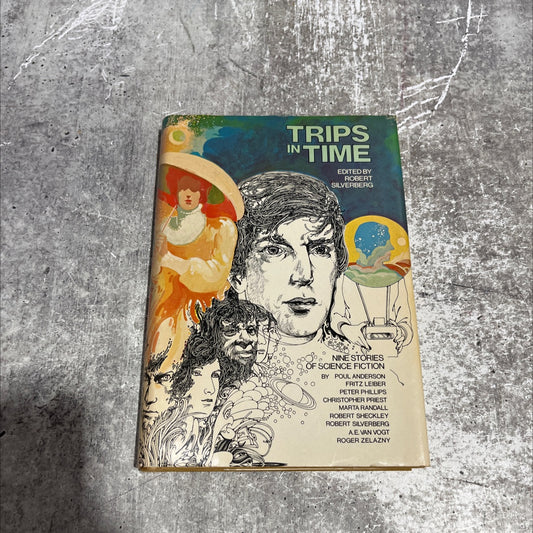 TRIPS
IN TIME
EDITED BY
ROBERT
SILVERBERG
NINE STORIES
OF SCIENCE FICTION
BY POUL ANDERSON
FRITZ LEIBER
PETER PHILLIPS
CHRISTOPHER PRIEST
MARTA RANDALL
ROBERT SHECKLEY
ROBERT SILVERBERG
A.E. VAN VOGT
ROGER ZELAZNY